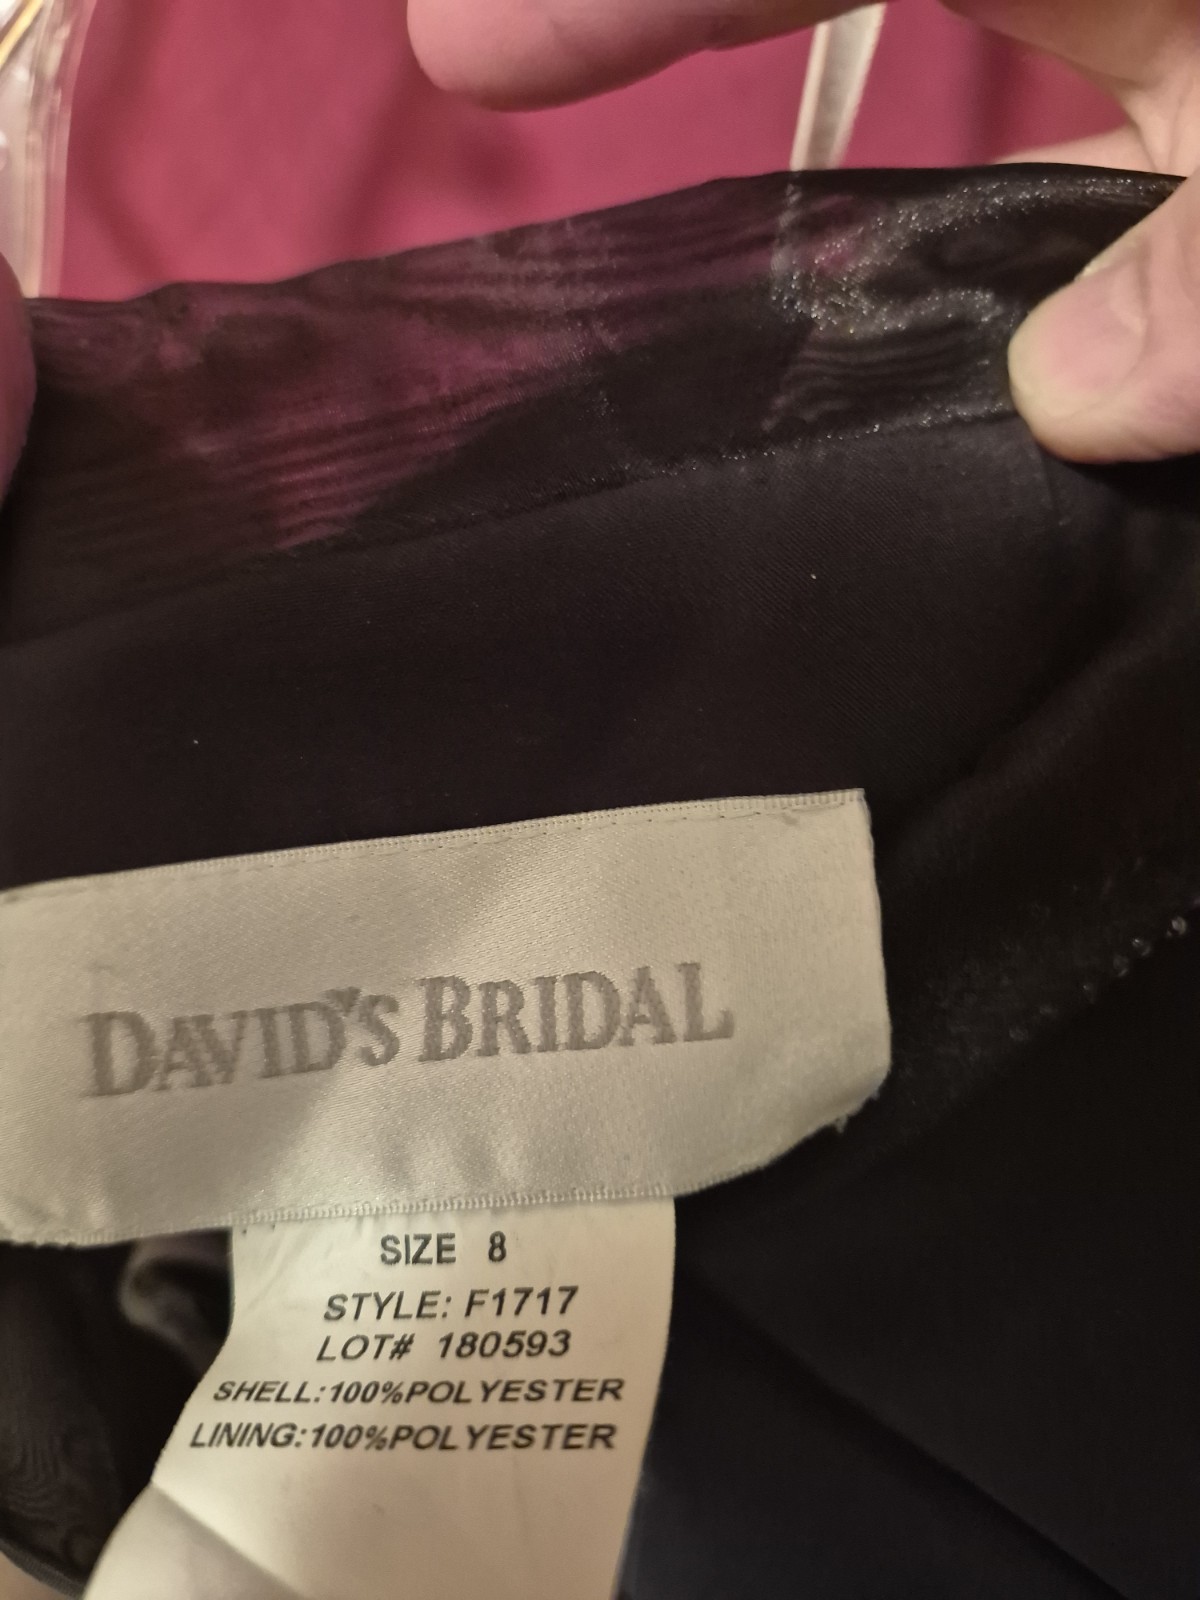 DAVID'S BRIDAL
SIZE 8
STYLE: F1717
LOT# 180593
SHELL:100%POLYESTER
LINING:100%POLYESTER